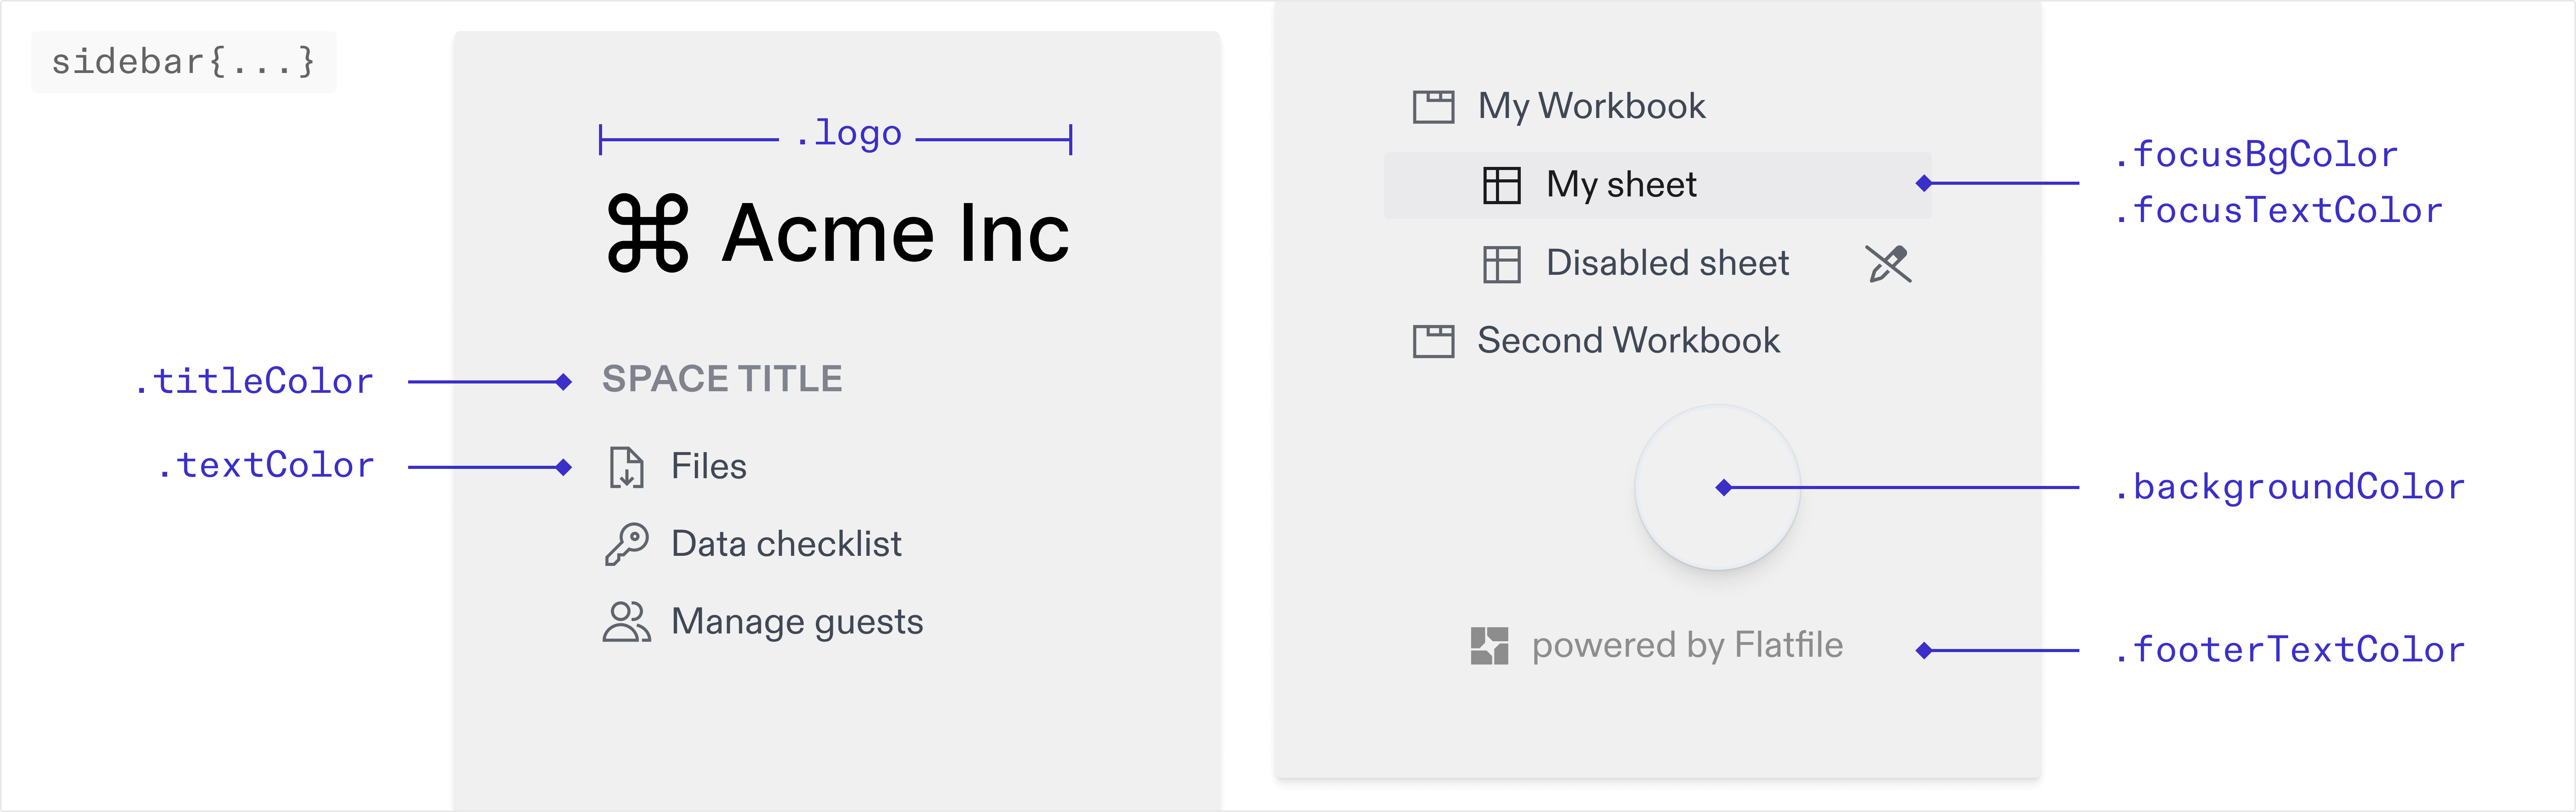 sidebar{...}
.logo
⌘ Acme Inc
.titleColor
SPACE TITLE
.textColor
Files
Data checklist
Manage guests
My Workbook
My sheet
.focusBgColor
.focusTextColor
Disabled sheet
Second Workbook
.backgroundColor
powered by Flatfile
.footerTextColor